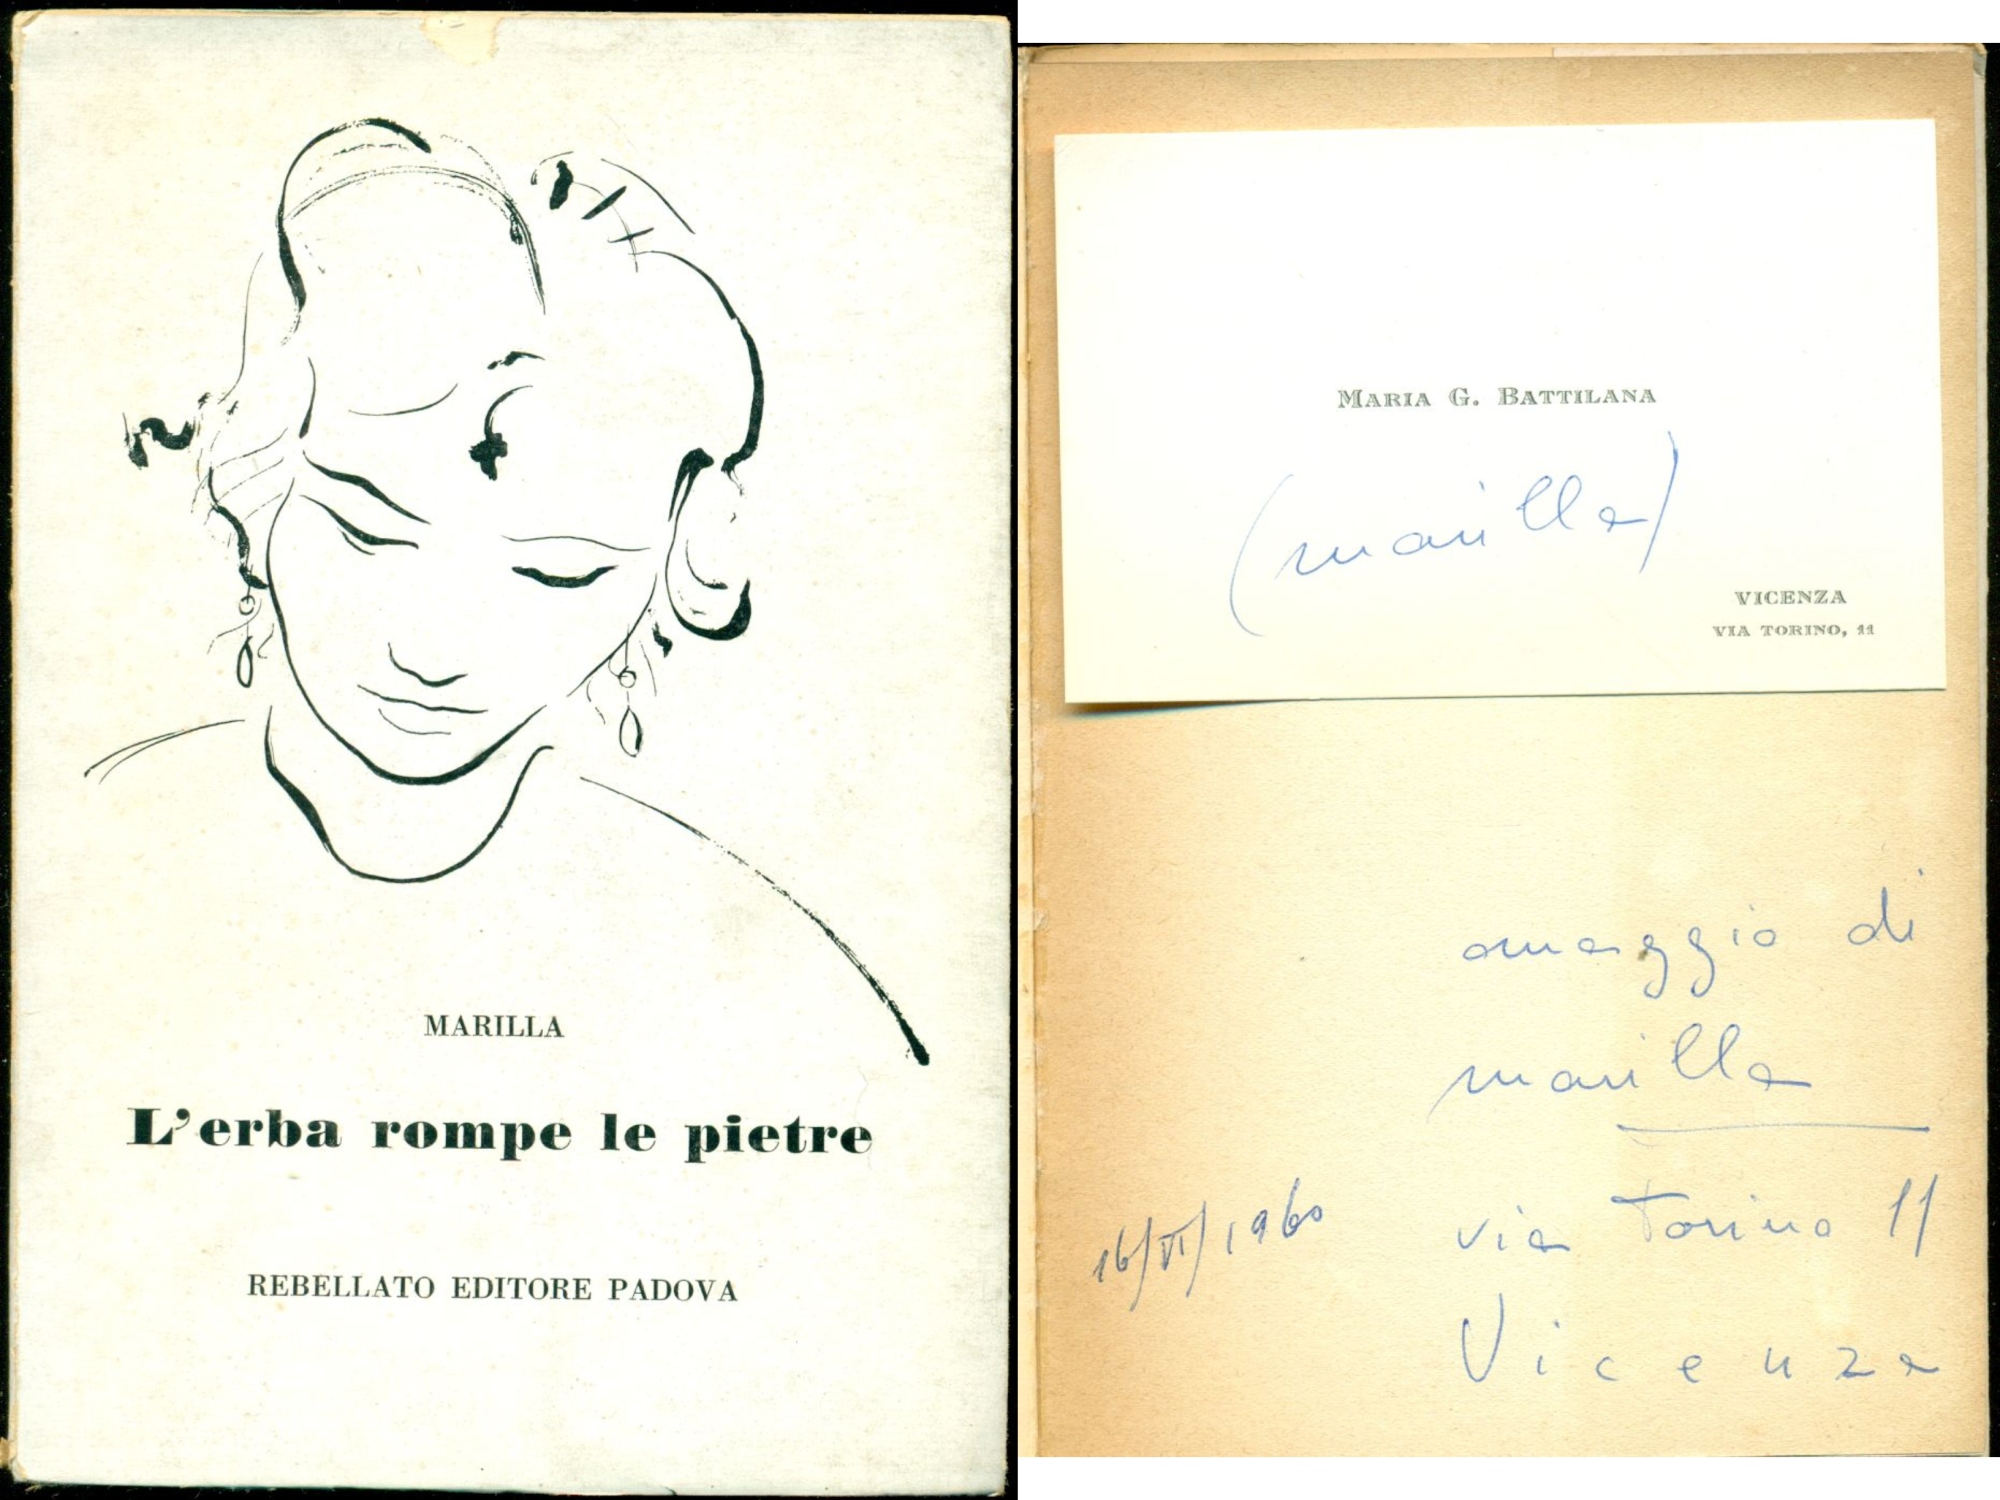 MARILLA
L'erba rompe le pietre
REBELLATO EDITORE PADOVA
MARIA G. BATTILANA
(marilla)
VICENZA
VIA TORINO, 11
omaggio di
marilla
16/VI/1960
via Torino 11
Vicenza